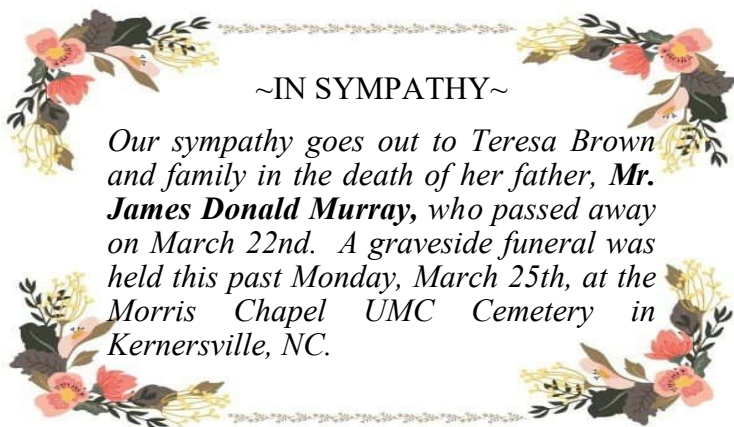 ~IN SYMPATHY~
Our sympathy goes out to Teresa Brown
and family in the death of her father, Mr.
James Donald Murray, who passed away
on March 22nd.  A graveside funeral was
held this past Monday, March 25th, at the
Morris Chapel UMC Cemetery in
Kernersville, NC.